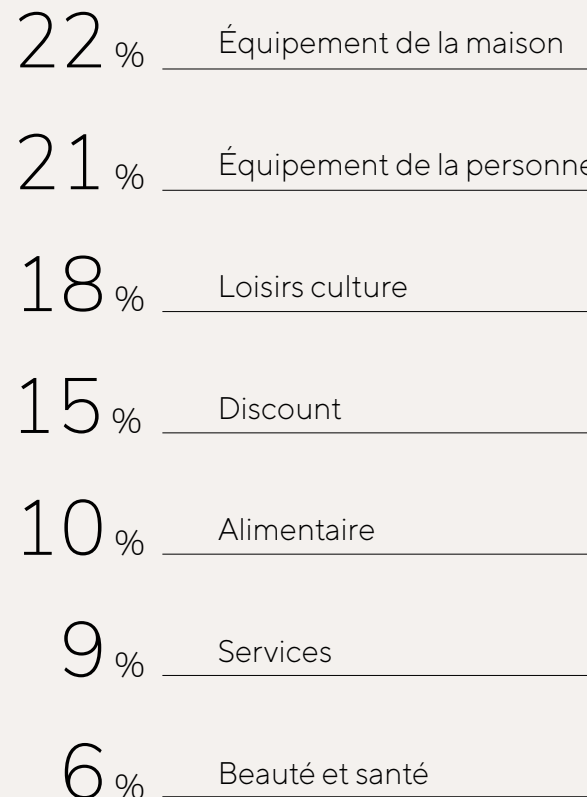 22 % Équipement de la maison
21 % Équipement de la personne
18 % Loisirs culture
15 % Discount
10 % Alimentaire
9 % Services
6 % Beauté et santé